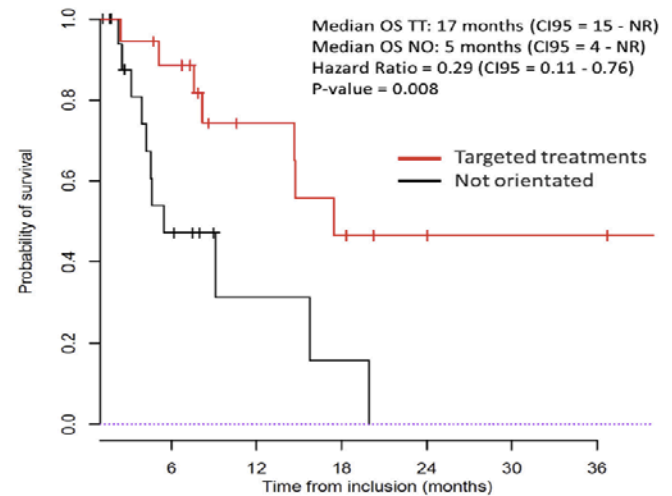 Median OS TT: 17 months (CI95 = 15 - NR)
Median OS NO: 5 months (CI95 = 4 - NR)
Hazard Ratio = 0.29 (CI95 = 0.11 - 0.76)
P-value = 0.008
Targeted treatments
Not orientated
Probability of survival
1.0
0.8
0.6
0.4
0.2
0.0
6 12 18 24 30 36
Time from inclusion (months)